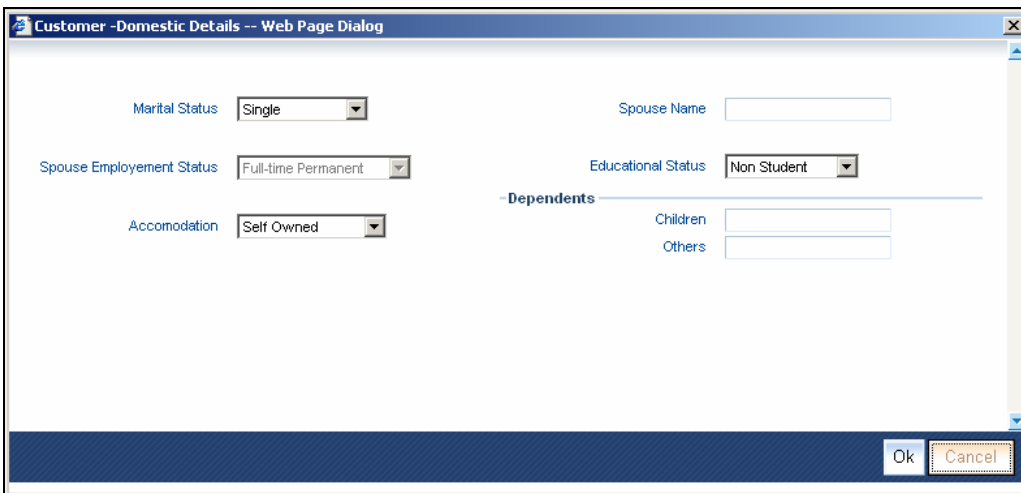 Customer -Domestic Details -- Web Page Dialog
Marital Status Single Spouse Name
Spouse Employement Status Full-time Permanent Educational Status Non Student
Dependents
Accomodation Self Owned Children
Others
Ok Cancel